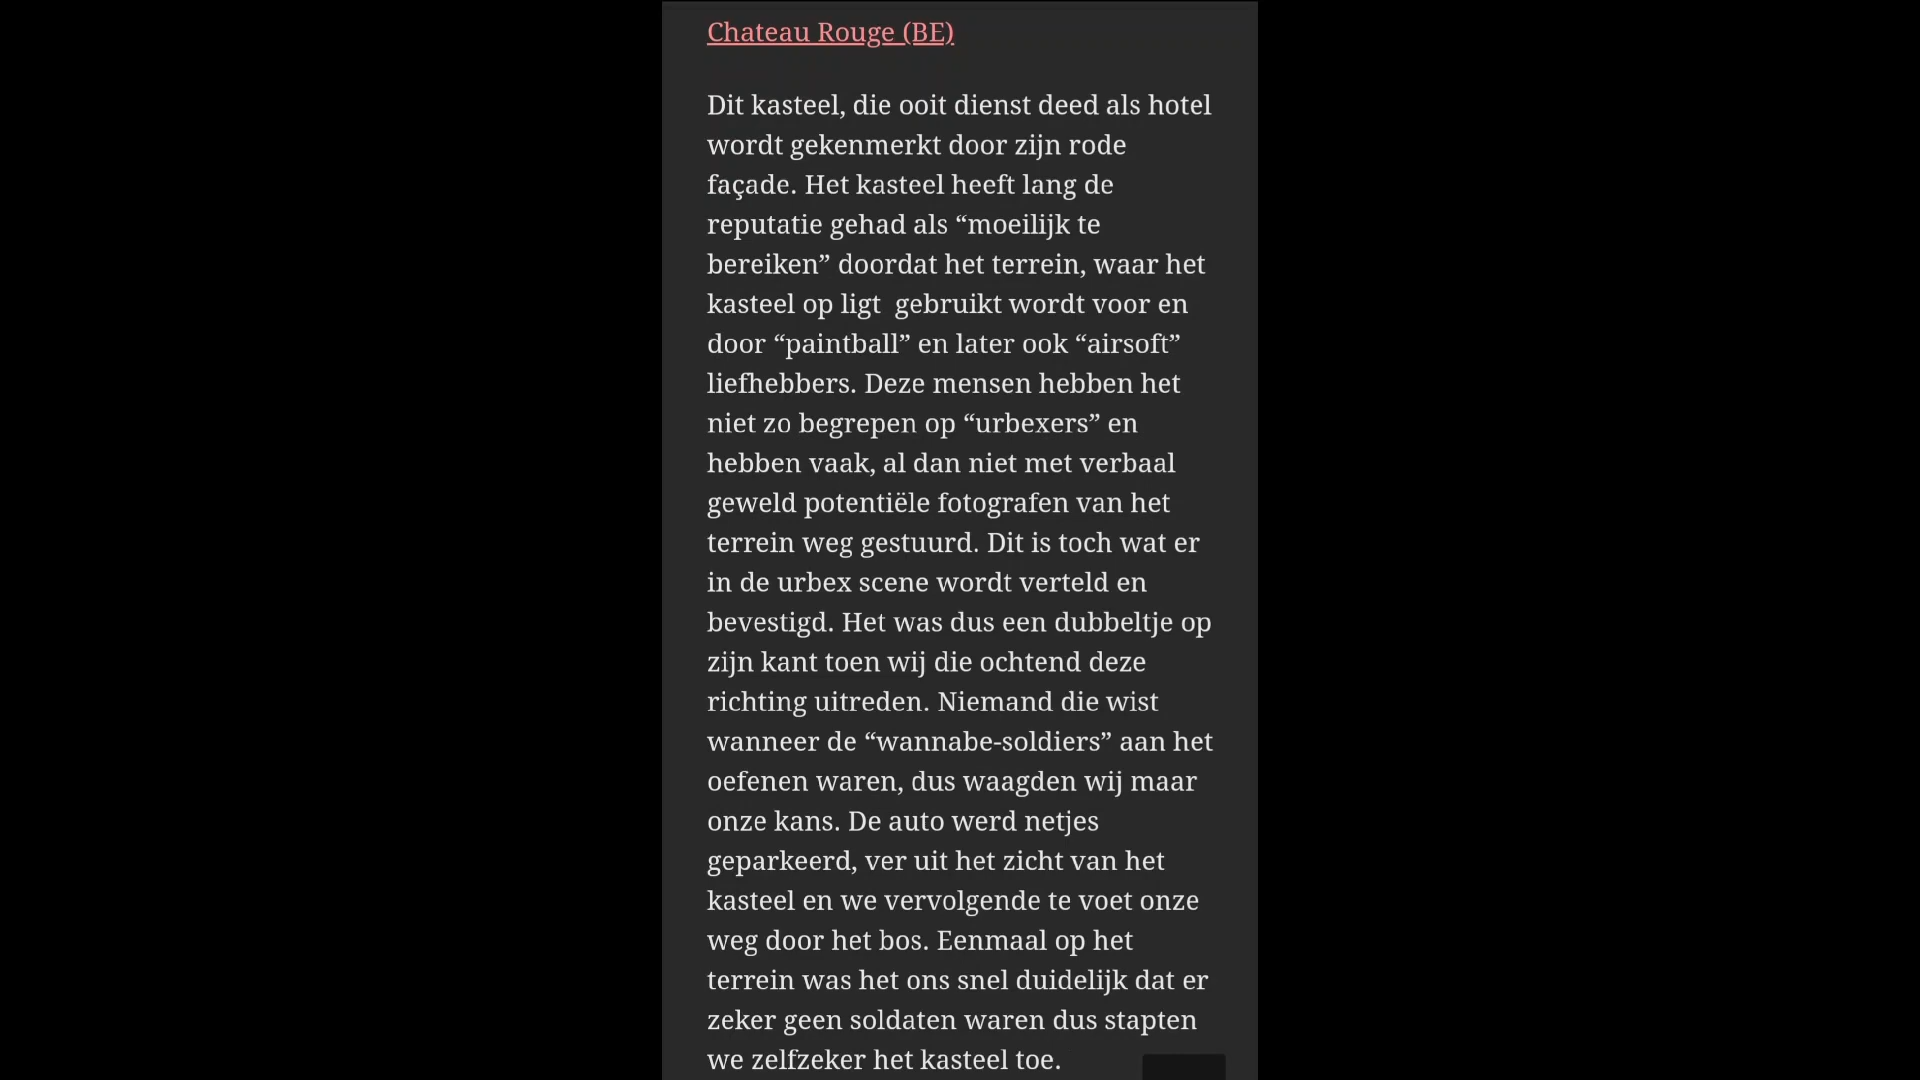 Chateau Rouge (BE)
Dit kasteel, die ooit dienst deed als hotel
wordt gekenmerkt door zijn rode
façade. Het kasteel heeft lang de
reputatie gehad als “moeilijk te
bereiken” doordat het terrein, waar het
kasteel op ligt  gebruikt wordt voor en
door “paintball” en later ook “airsoft”
liefhebbers. Deze mensen hebben het
niet zo begrepen op “urbexers” en
hebben vaak, al dan niet met verbaal
geweld potentiële fotografen van het
terrein weg gestuurd. Dit is toch wat er
in de urbex scene wordt verteld en
bevestigd. Het was dus een dubbeltje op
zijn kant toen wij die ochtend deze
richting uitreden. Niemand die wist
wanneer de “wannabe-soldiers” aan het
oefenen waren, dus waagden wij maar
onze kans. De auto werd netjes
geparkeerd, ver uit het zicht van het
kasteel en we vervolgende te voet onze
weg door het bos. Eenmaal op het
terrein was het ons snel duidelijk dat er
zeker geen soldaten waren dus stapten
we zelfzeker het kasteel toe.